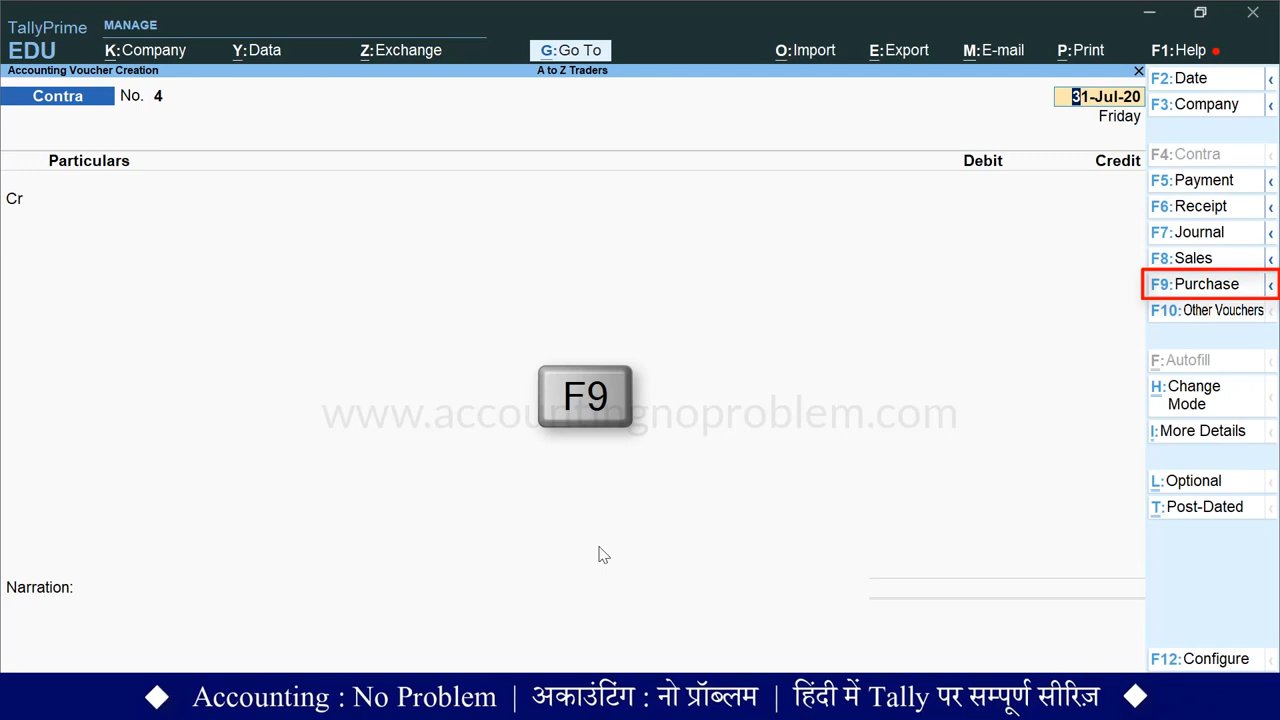 TallyPrime
EDU
MANAGE
K:Company
Y:Data
Z:Exchange
G:Go To
O:Import
E:Export
M:E-mail
P:Print
F1:Help
Accounting Voucher Creation
A to Z Traders
Contra
No. 4
31-Jul-20
Friday
Particulars
Debit
Credit
Cr
F9
www.accountingnoproblem.com
Narration:
F2:Date
F3:Company
F4:Contra
F5:Payment
F6:Receipt
F7:Journal
F8:Sales
F9:Purchase
F10:Other Vouchers
F:Autofill
H:Change
Mode
I:More Details
L:Optional
T:Post-Dated
F12:Configure
Accounting : No Problem | अकाउंटिंग : नो प्रॉब्लम | हिंदी में Tally पर सम्पूर्ण सीरिज़